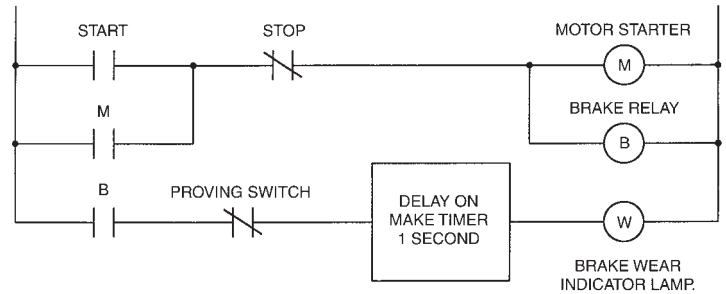 START
STOP
MOTOR STARTER
M
M
BRAKE RELAY
B
B
PROVING SWITCH
DELAY ON
MAKE TIMER
1 SECOND
W
BRAKE WEAR
INDICATOR LAMP.